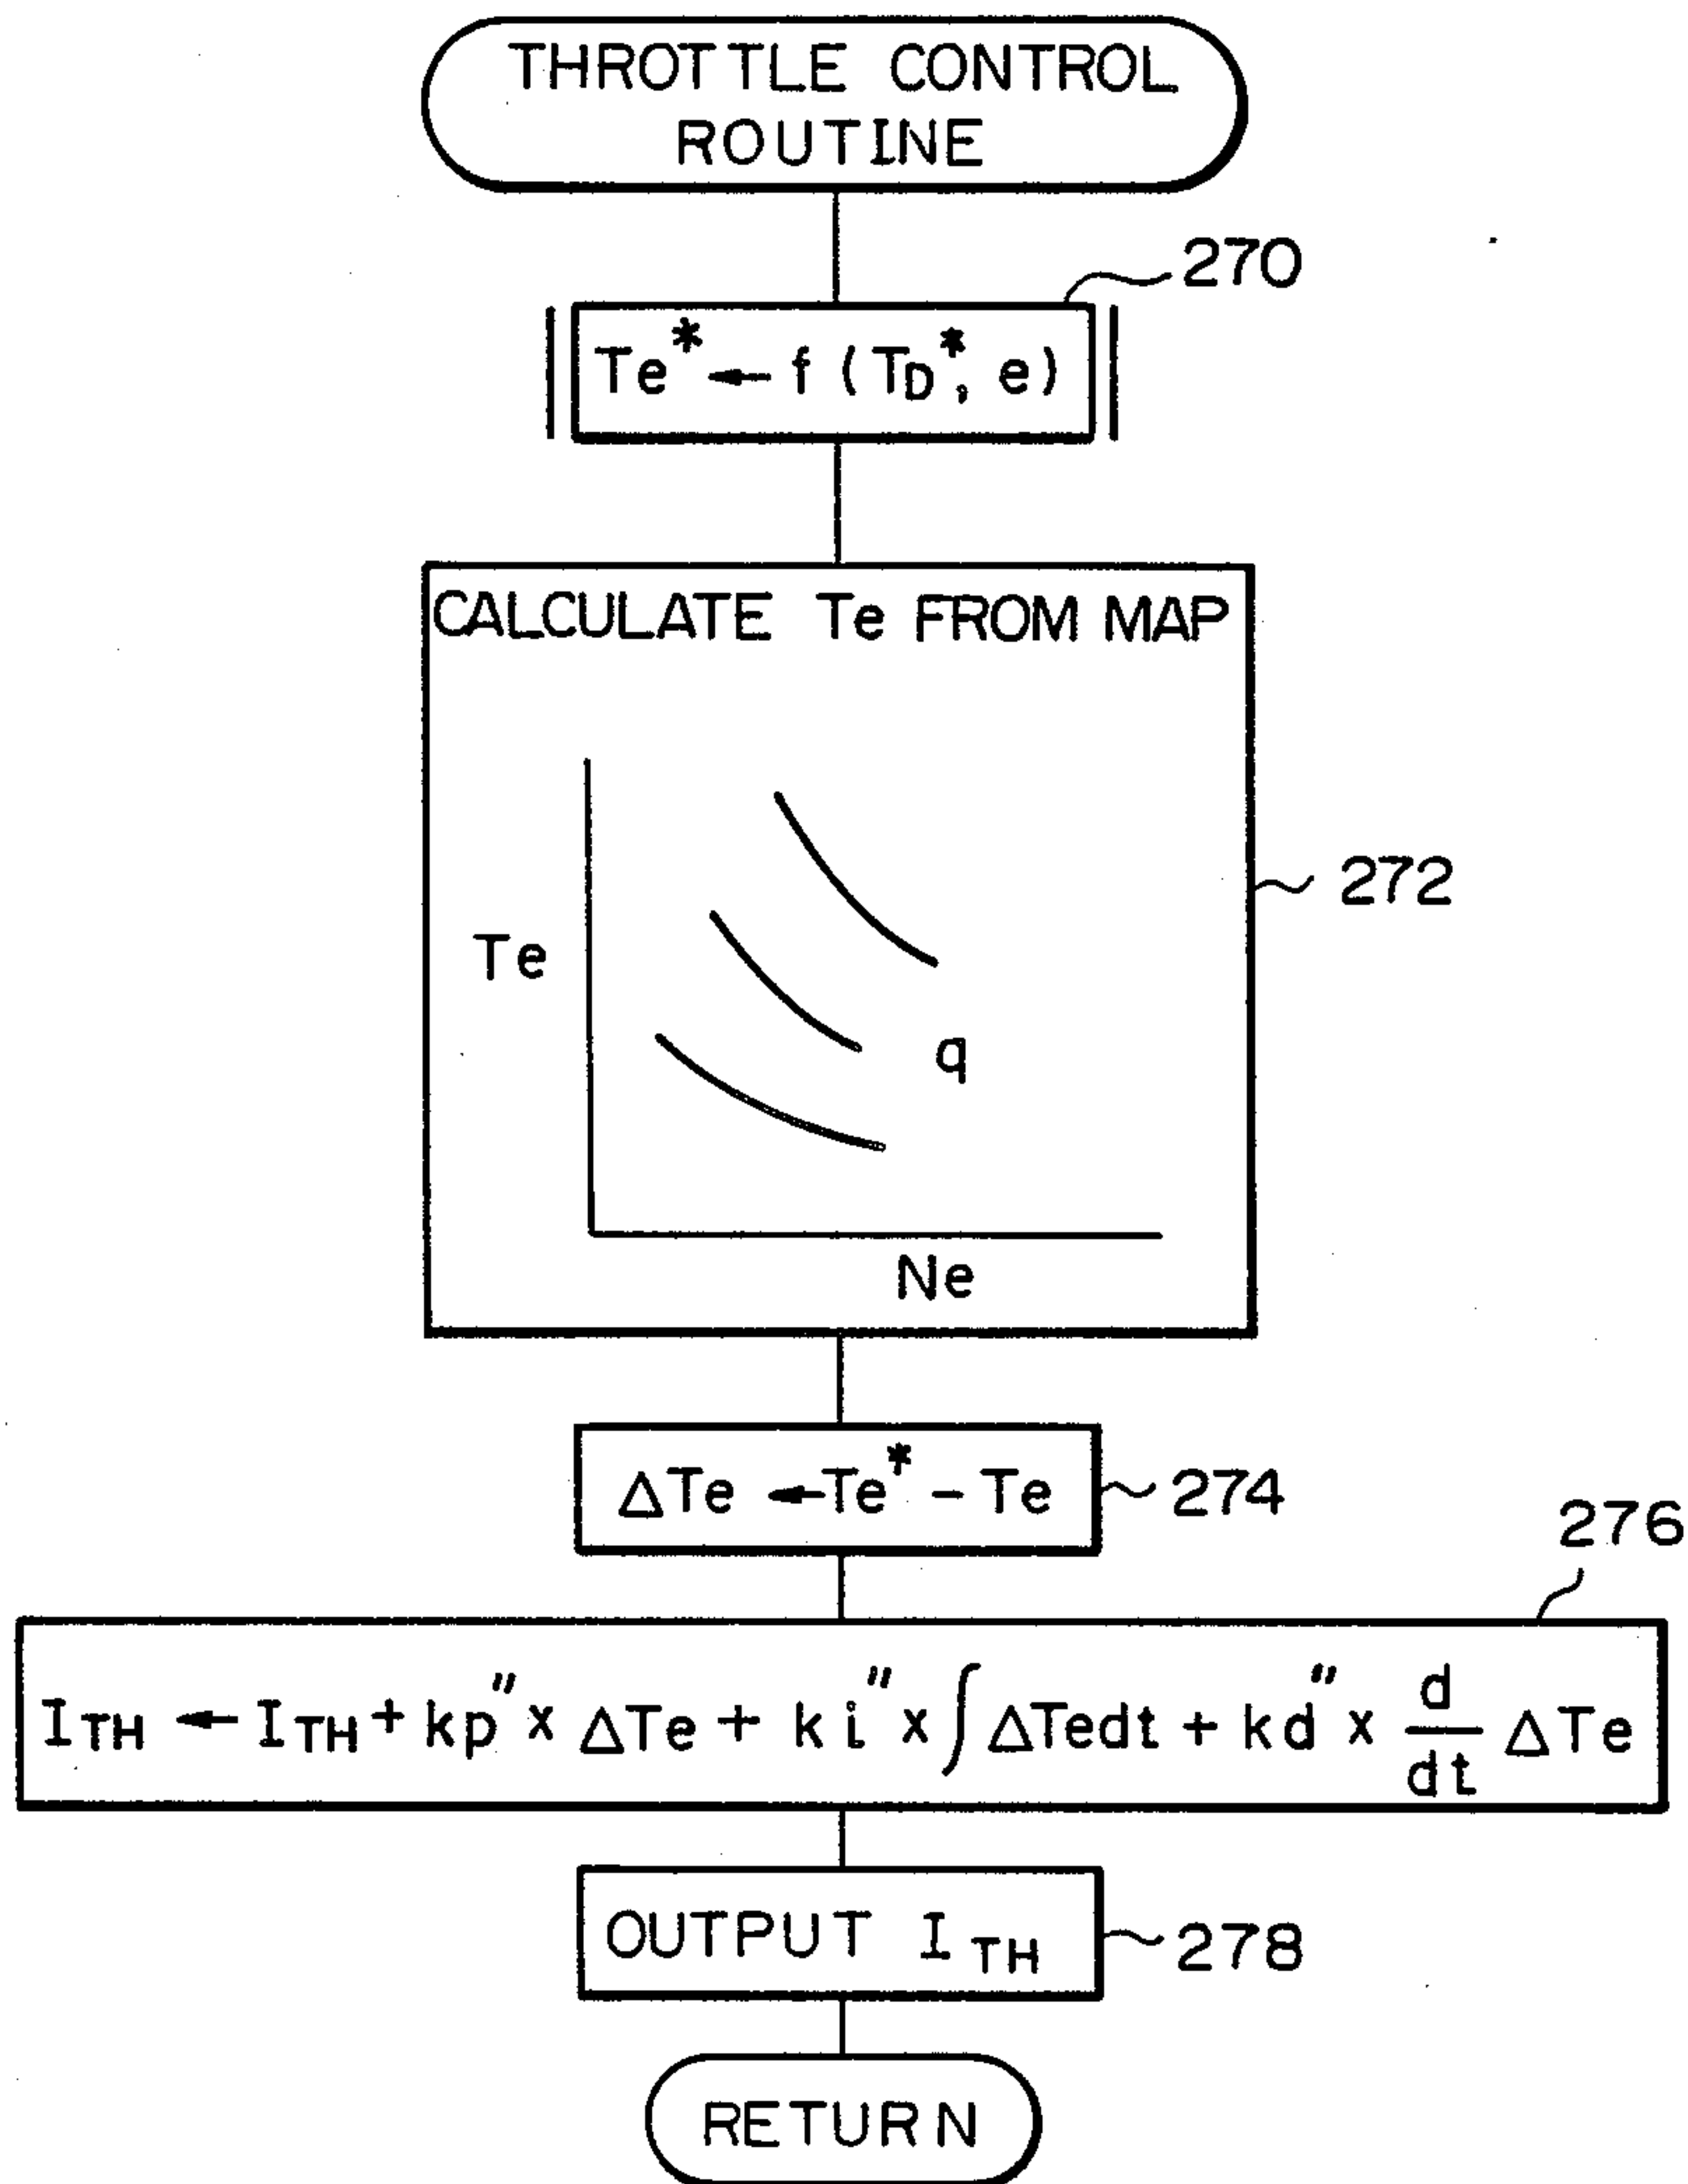 THROTTLE CONTROL
ROUTINE
270
Te* ← f (TD*, e)
CALCULATE Te FROM MAP
272
Te
q
Ne
ΔTe ← Te* - Te
274
276
ITH ← ITH + kp" x ΔTe + ki" x ∫ΔTedt + kd" x d/dt ΔTe
OUTPUT ITH
278
RETURN